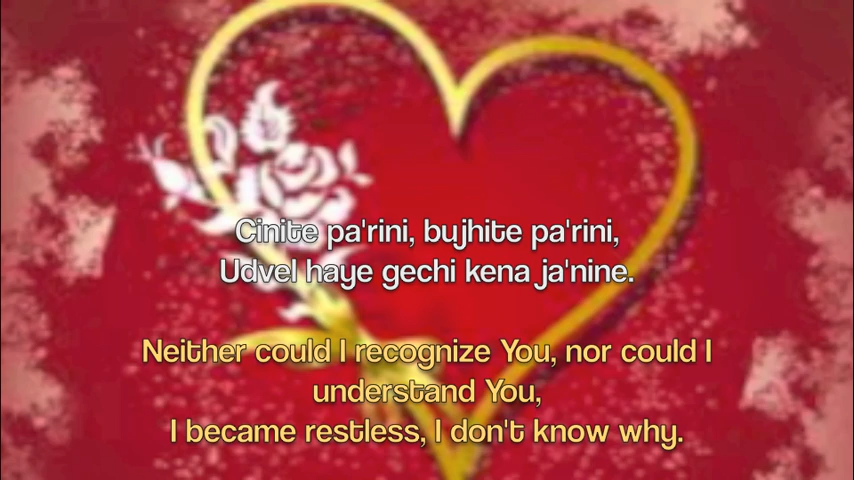 Cinite pa'rini, bujhite pa'rini,
Udvel haye gechi kena ja'nine.
Neither could I recognize You, nor could I
understand You,
I became restless, I don't know why.